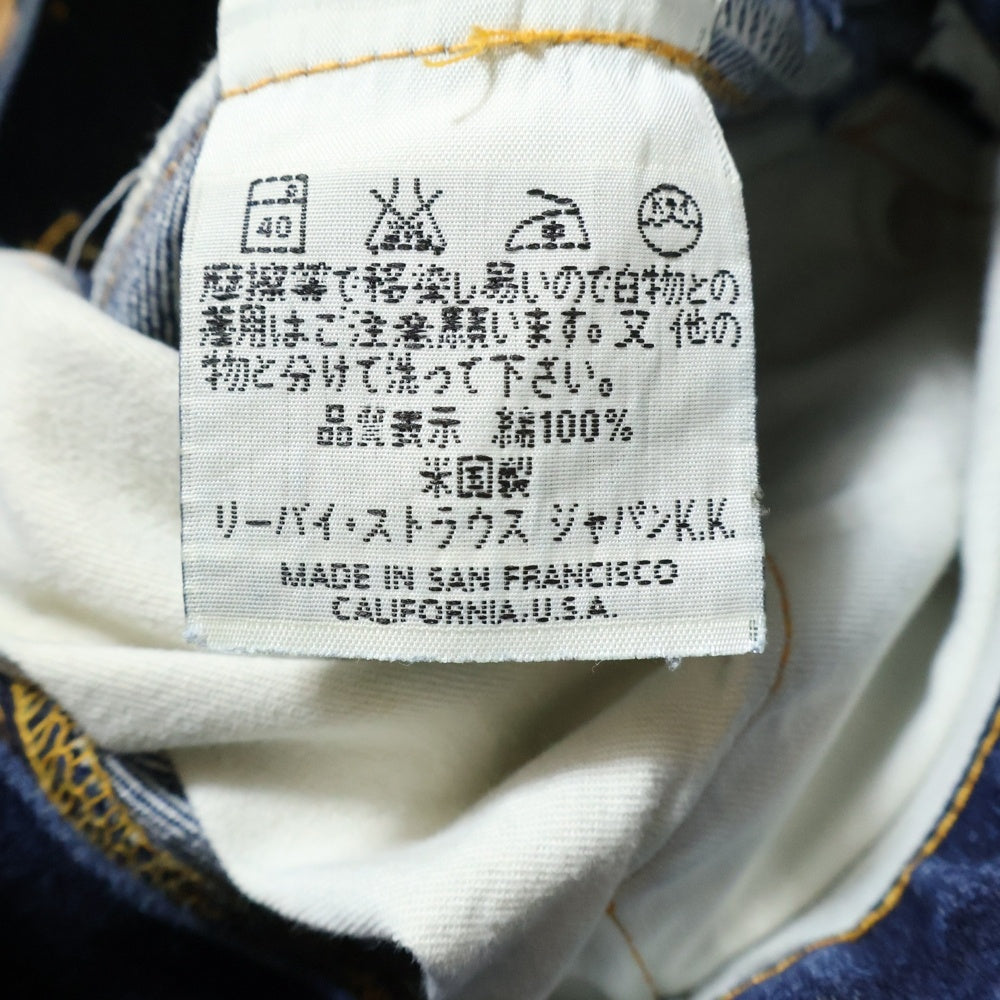 40
中
摩擦等で移染し易いので白物との
着用はご注意願います。又 他の
物と分けて洗って下さい。
品質表示 綿100%
米国製
リーバイ・ストラウス ジャパンK.K.
MADE IN SAN FRANCISCO
CALIFORNIA.U.S.A.